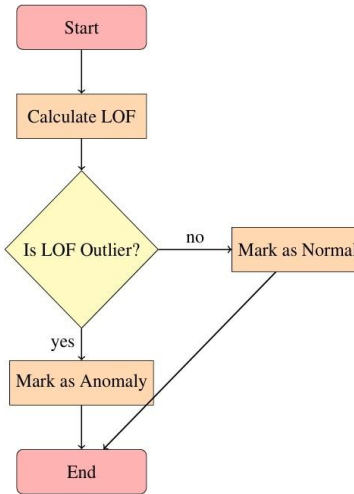 Start
Calculate LOF
Is LOF Outlier?
no
Mark as Normal
yes
Mark as Anomaly
End